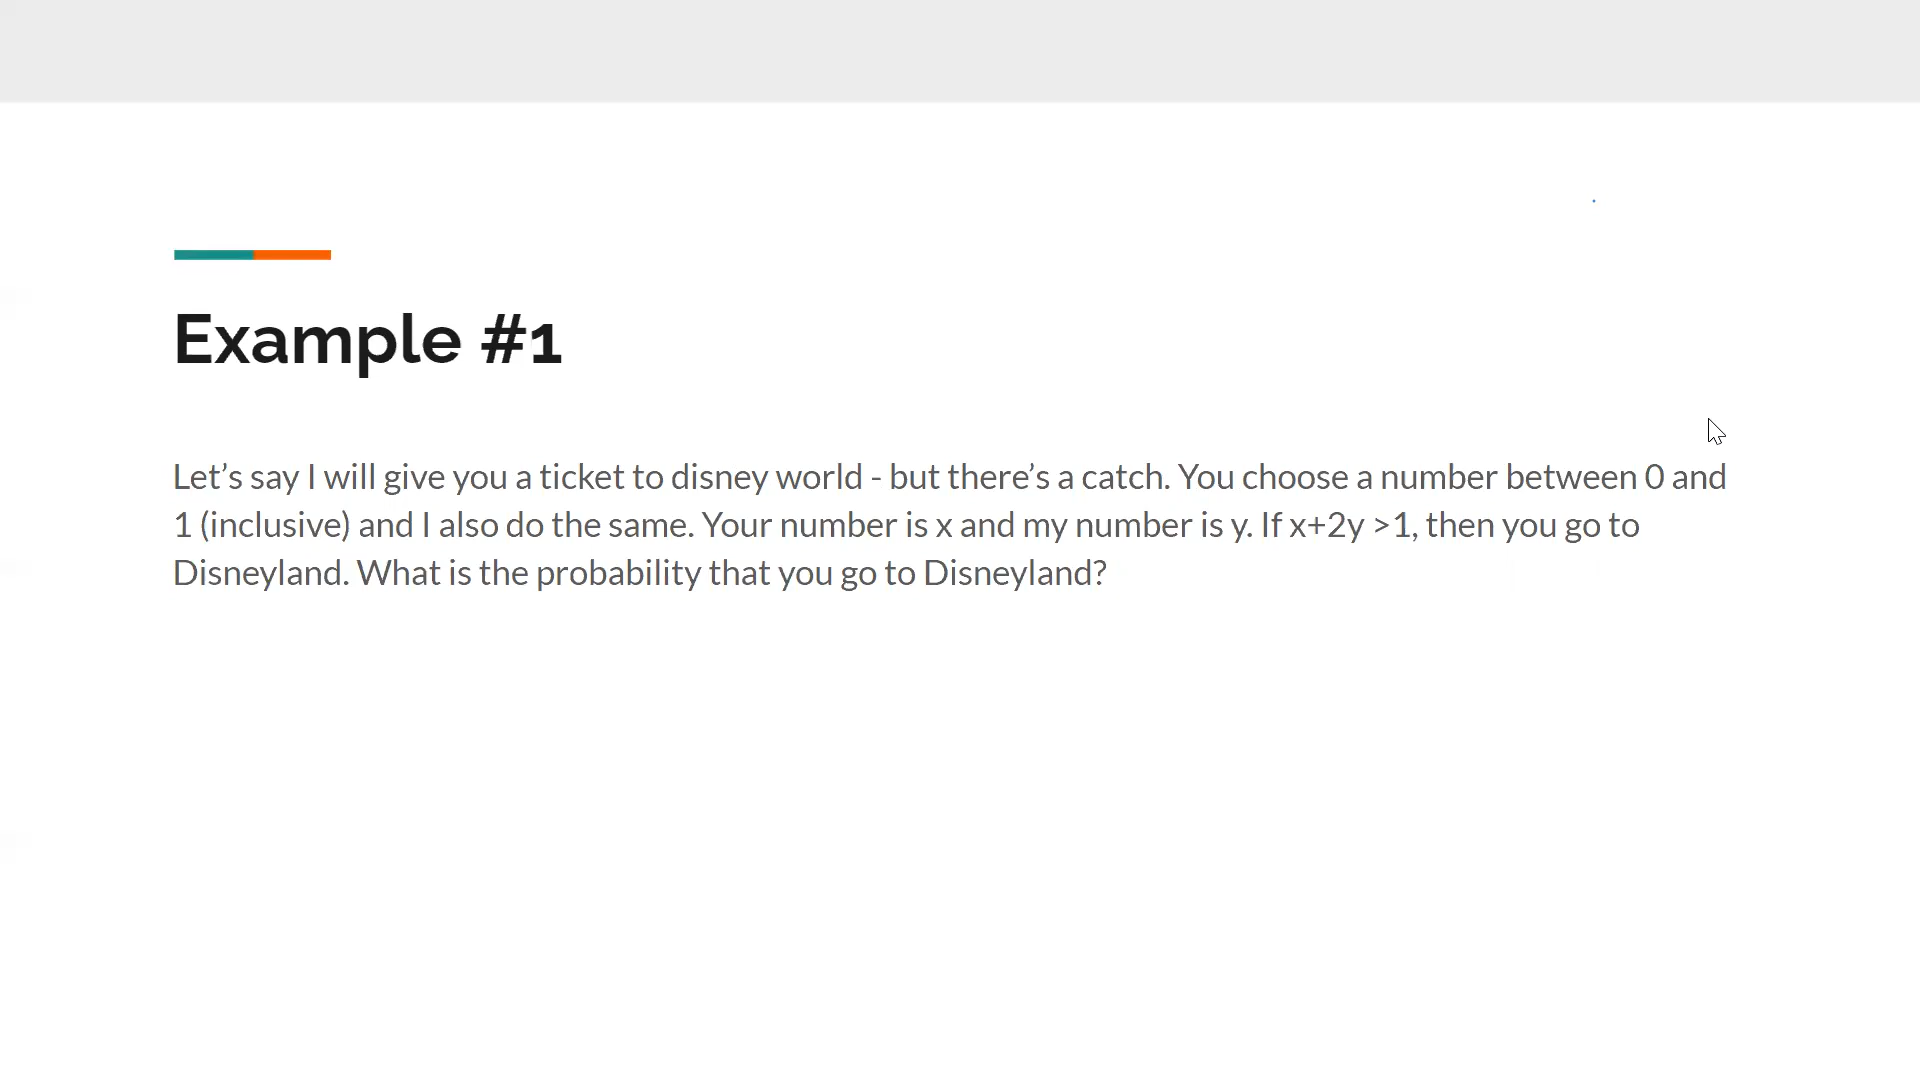 Example #1
Let’s say I will give you a ticket to disney world - but there’s a catch. You choose a number between 0 and
1 (inclusive) and I also do the same. Your number is x and my number is y. If x+2y >1, then you go to
Disneyland. What is the probability that you go to Disneyland?